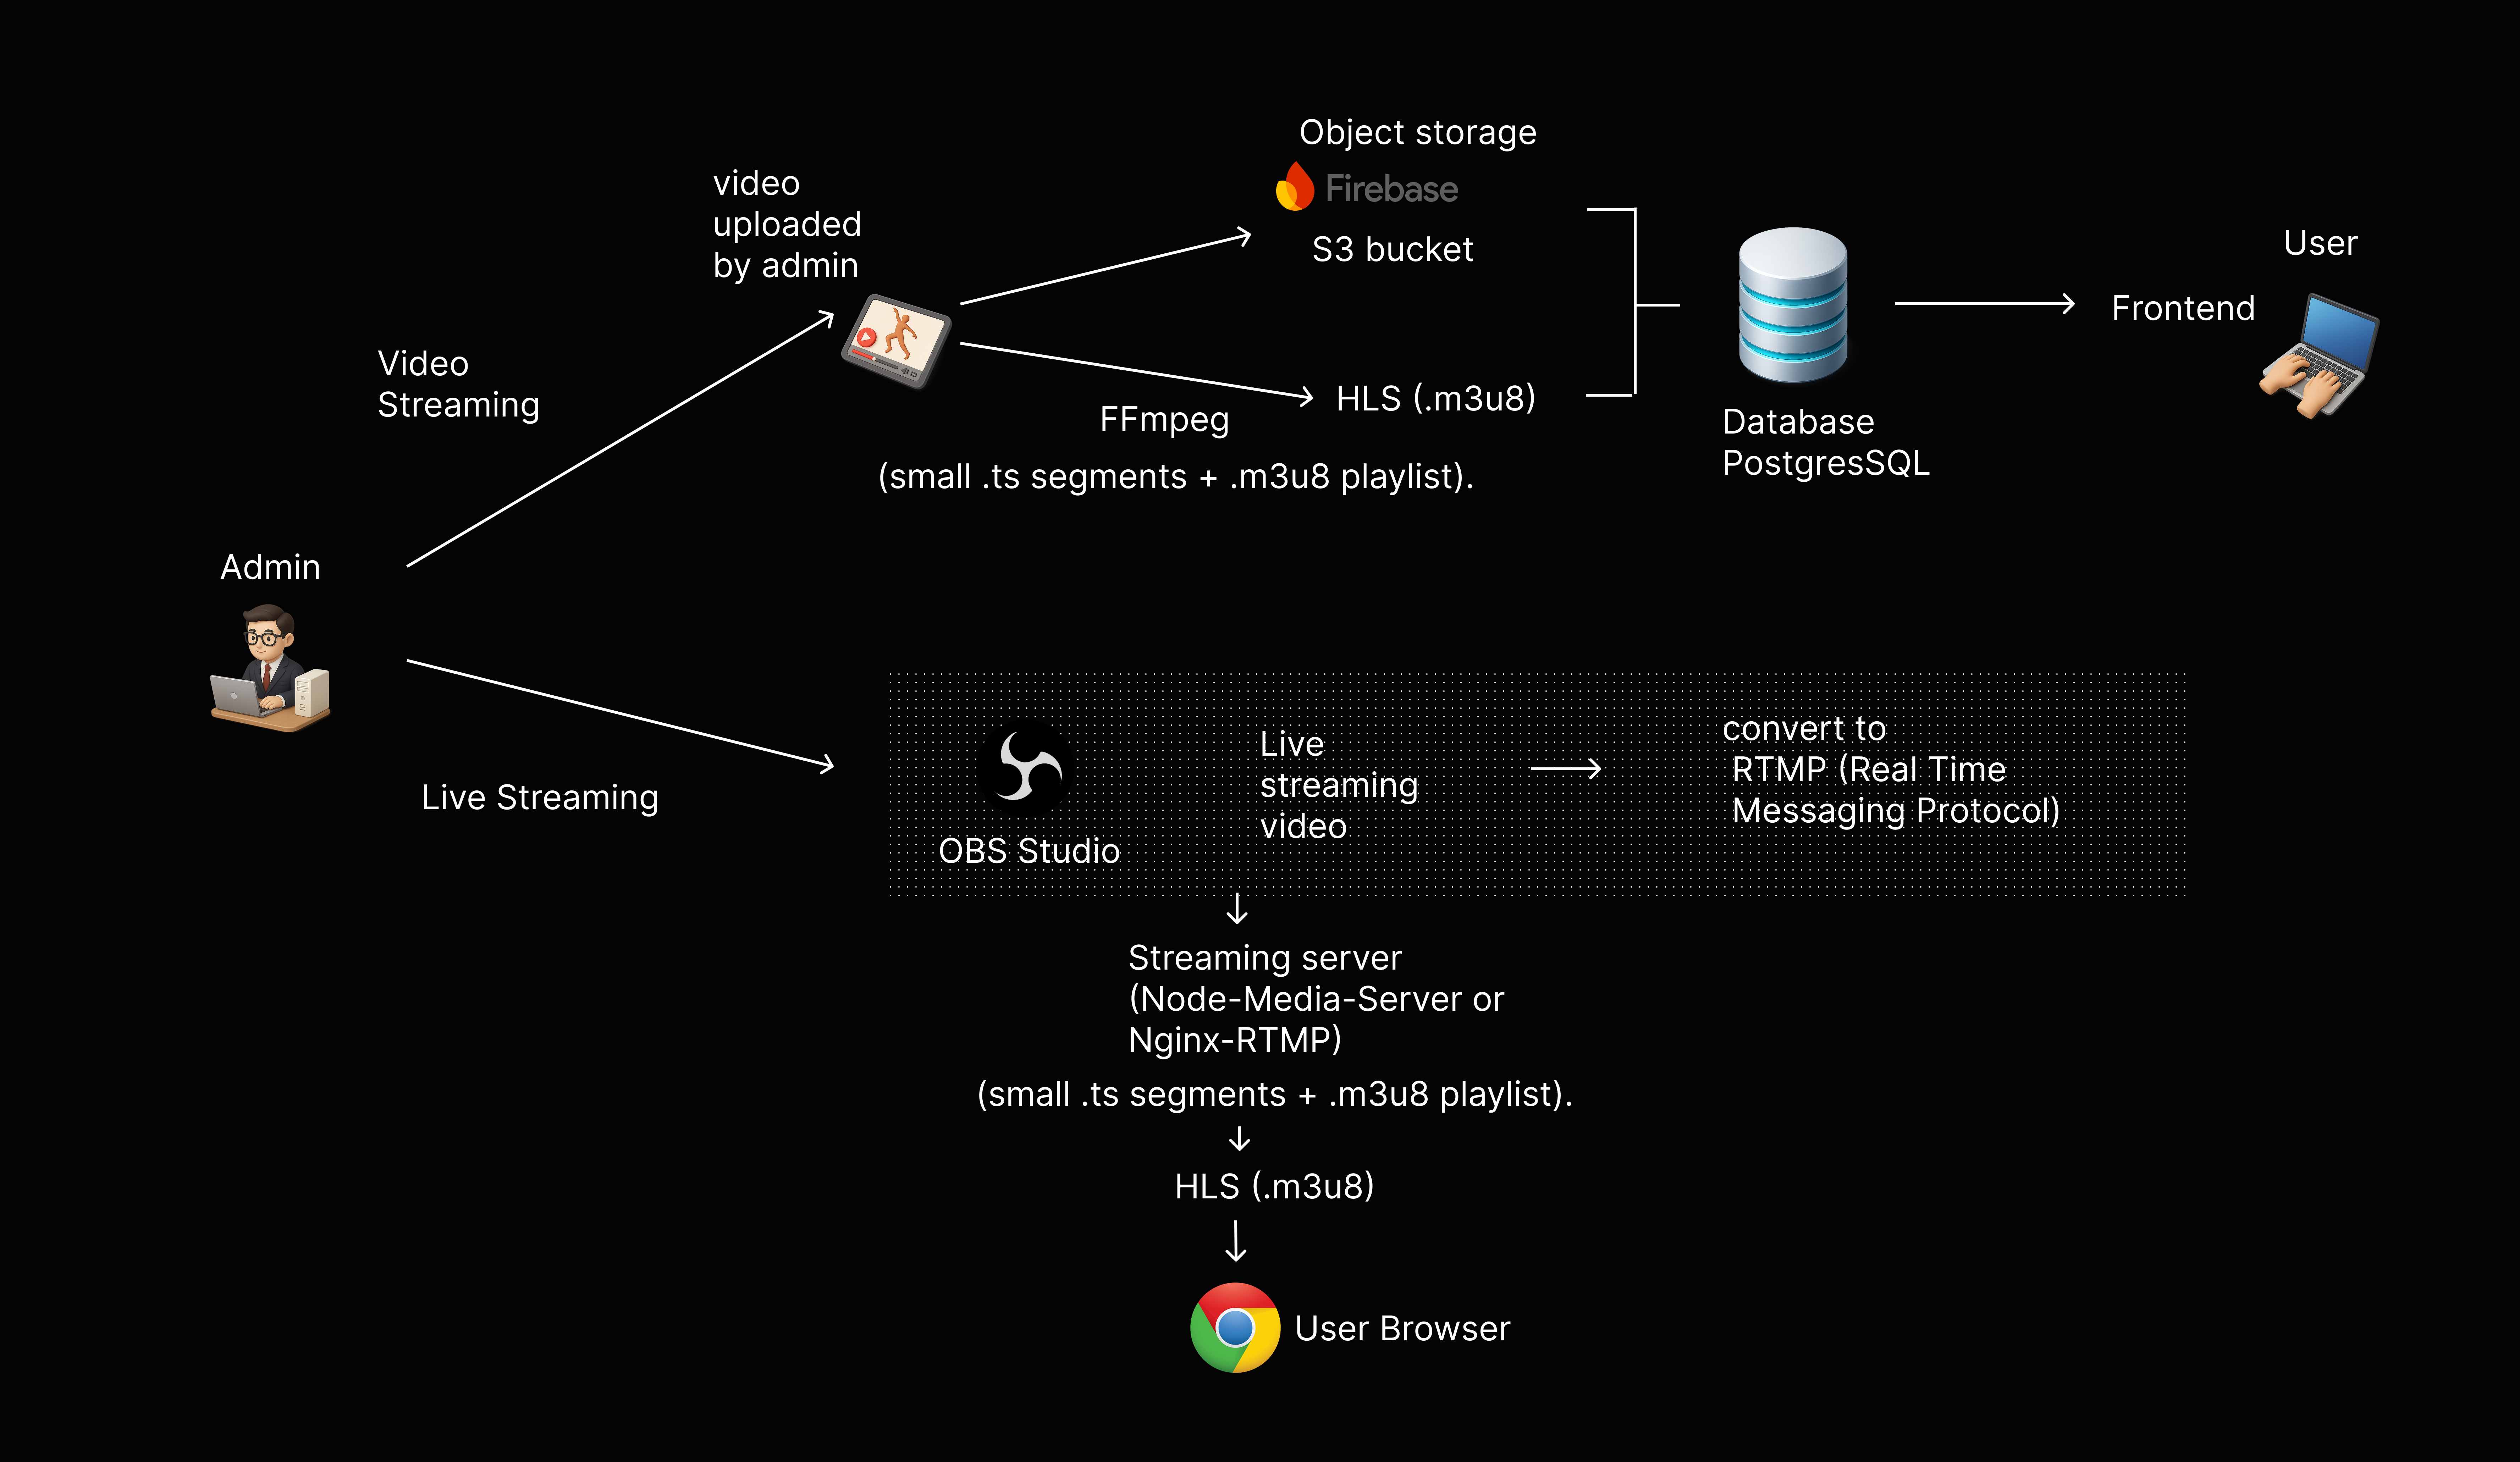 Object storage
Firebase
S3 bucket
video
uploaded
by admin
User
Frontend
Video
Streaming
HLS (.m3u8)
FFmpeg
(small .ts segments + .m3u8 playlist).
Database
PostgresSQL
Admin
Live Streaming
OBS Studio
Live
streaming
video
convert to
RTMP (Real Time
Messaging Protocol)
Streaming server
(Node-Media-Server or
Nginx-RTMP)
(small .ts segments + .m3u8 playlist).
HLS (.m3u8)
User Browser